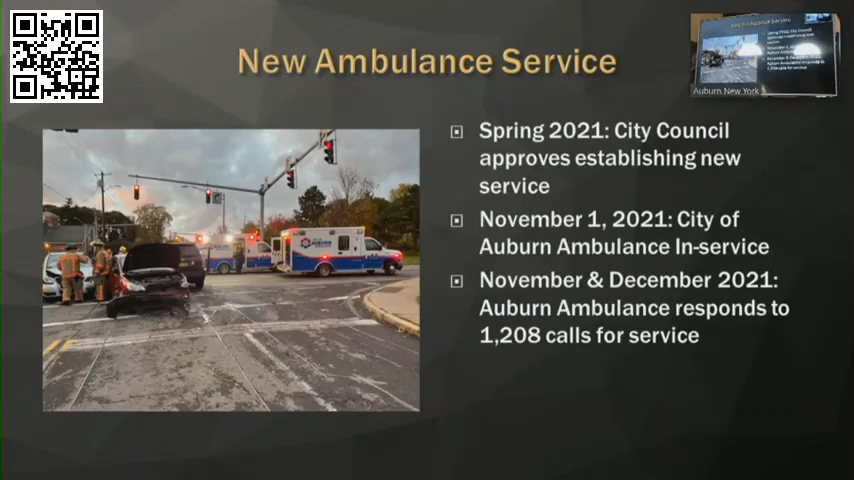 New Ambulance Service
Auburn New York
Spring 2021: City Council
approves establishing new
service
November 1, 2021: City of
Auburn Ambulance In-service
November & December 2021:
Auburn Ambulance responds to
1,208 calls for service
AUBURN